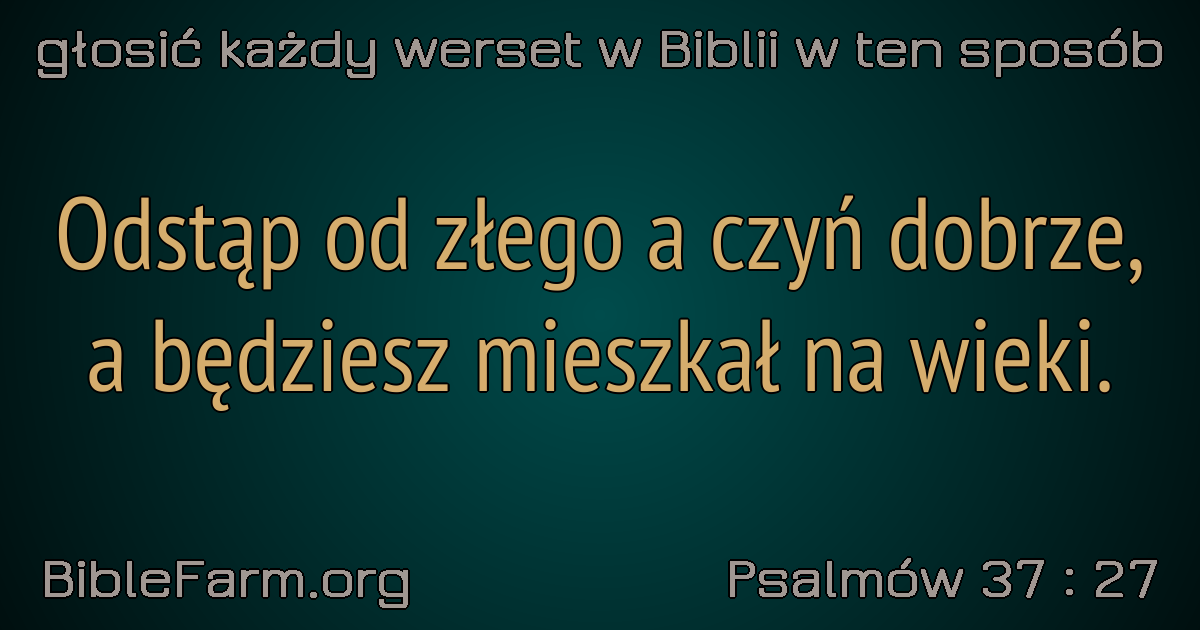 głosić każdy werset w Biblii w ten sposób
Odstąp od złego a czyń dobrze,
a będziesz mieszkał na wieki.
BibleFarm.org
Psalmów 37 : 27